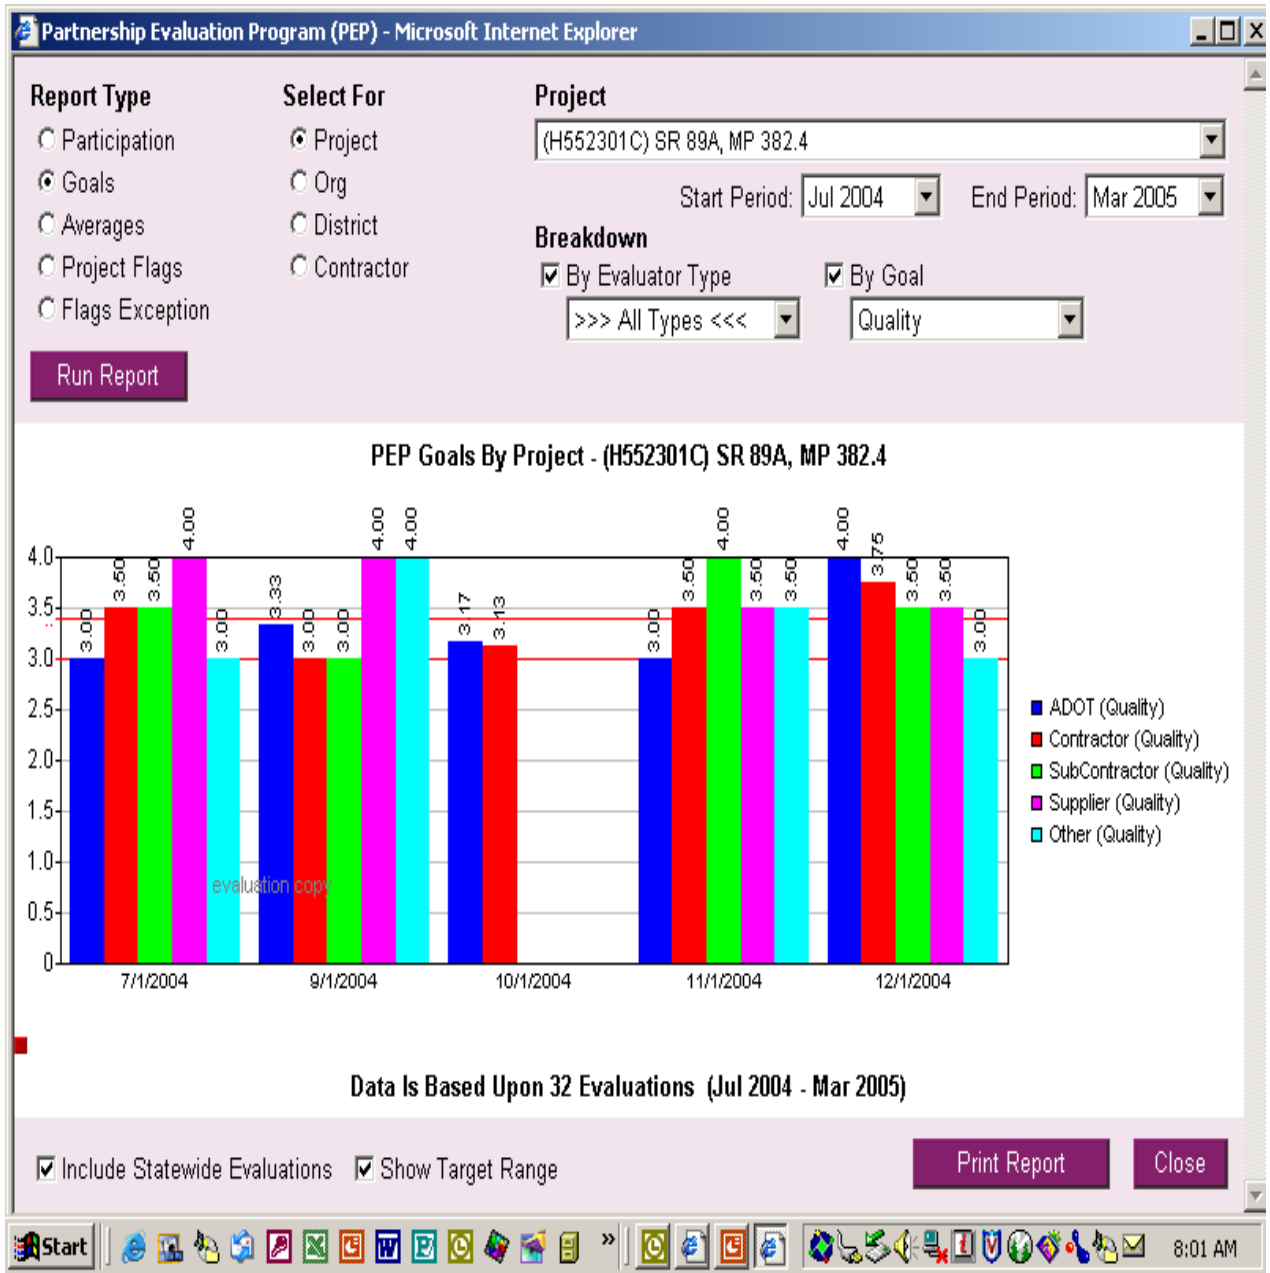 Partnership Evaluation Program (PEP) - Microsoft Internet Explorer
Report Type
Participation
Goals
Averages
Project Flags
Flags Exception
Select For
Project
Org
District
Contractor
Project
(H552301C) SR 89A, MP 382.4
Start Period: Jul 2004 End Period: Mar 2005
Breakdown
By Evaluator Type By Goal
>>> All Types <<< Quality
Run Report
PEP Goals By Project - (H552301C) SR 89A, MP 382.4
4.0
3.5
3.0
2.5
2.0
1.5
1.0
0.5
0
3.00 3.50 3.50 4.00 3.00
3.33 3.00 3.00 4.00 4.00
3.17 3.13
3.00 3.50 4.00 3.50 3.50
4.00 3.75 3.50 3.50 3.00
evaluation copy
7/1/2004 9/1/2004 10/1/2004 11/1/2004 12/1/2004
ADOT (Quality)
Contractor (Quality)
SubContractor (Quality)
Supplier (Quality)
Other (Quality)
Data Is Based Upon 32 Evaluations (Jul 2004 - Mar 2005)
Include Statewide Evaluations Show Target Range
Print Report Close
Start 8:01 AM